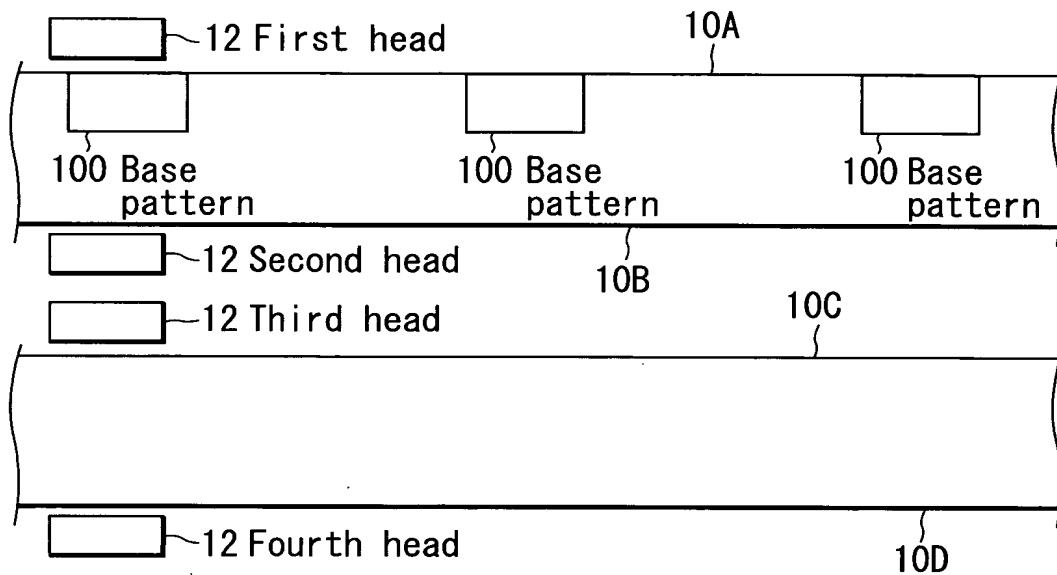 12 First head
10A
100 Base pattern
100 Base pattern
100 Base pattern
12 Second head
10B
12 Third head
10C
12 Fourth head
10D